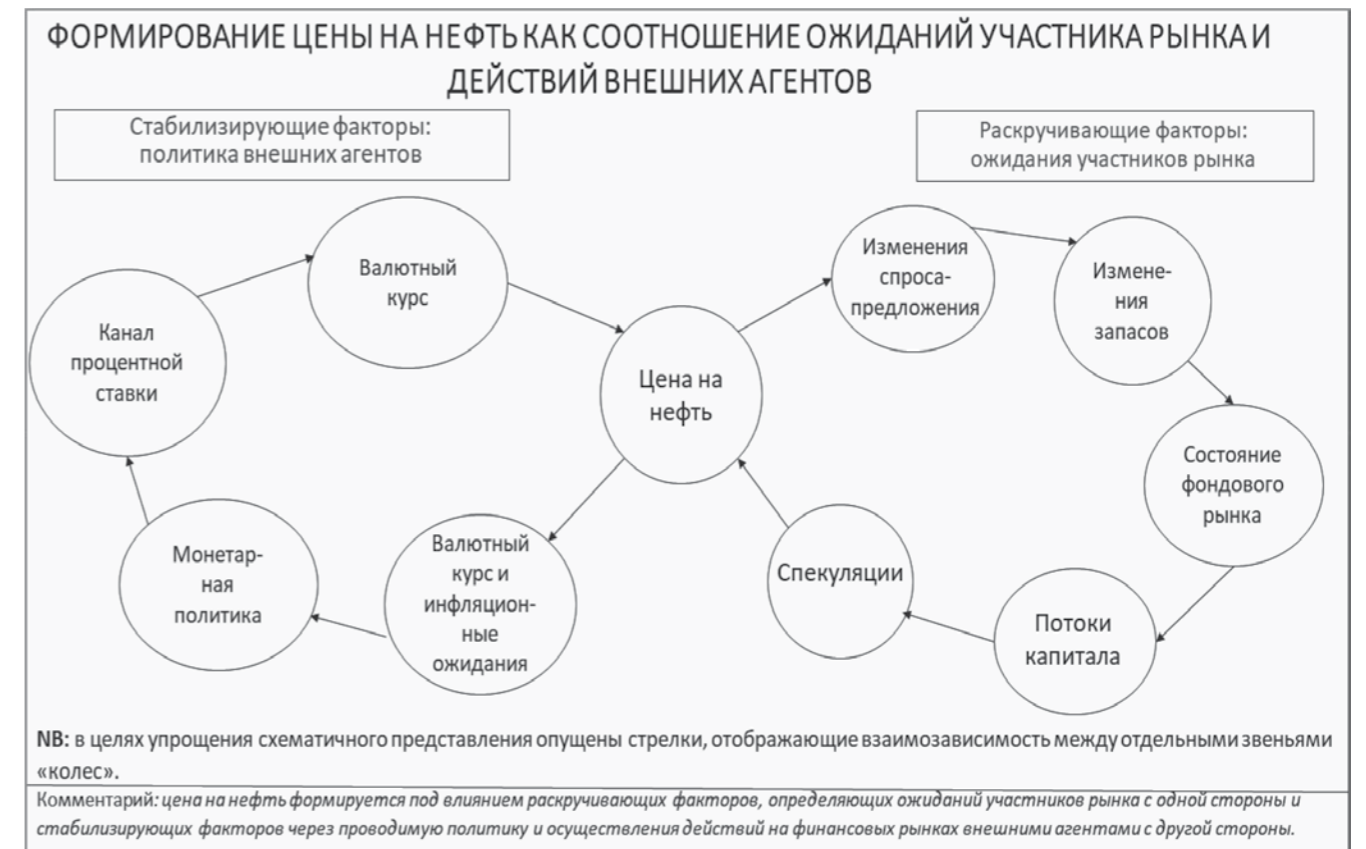 ФОРМИРОВАНИЕ ЦЕНЫ НА НЕФТЬ КАК СООТНОШЕНИЕ ОЖИДАНИЙ УЧАСТНИКА РЫНКА И
ДЕЙСТВИЙ ВНЕШНИХ АГЕНТОВ
Стабилизирующие факторы:
политика внешних агентов
Раскручивающие факторы:
ожидания участников рынка
Валютный
курс
Канал
процентной
ставки
Монетар-
ная
политика
Валютный
курс и
инфляцион-
ные
ожидания
Цена на
нефть
Изменения
спроса-
предложения
Измене-
ния
запасов
Состояние
фондового
рынка
Потоки
капитала
Спекуляции
NB: в целях упрощения схематичного представления опущены стрелки, отображающие взаимозависимость между отдельными звеньями
«колес».
Комментарий: цена на нефть формируется под влиянием раскручивающих факторов, определяющих ожиданий участников рынка с одной стороны и
стабилизирующих факторов через проводимую политику и осуществления действий на финансовых рынках внешними агентами с другой стороны.